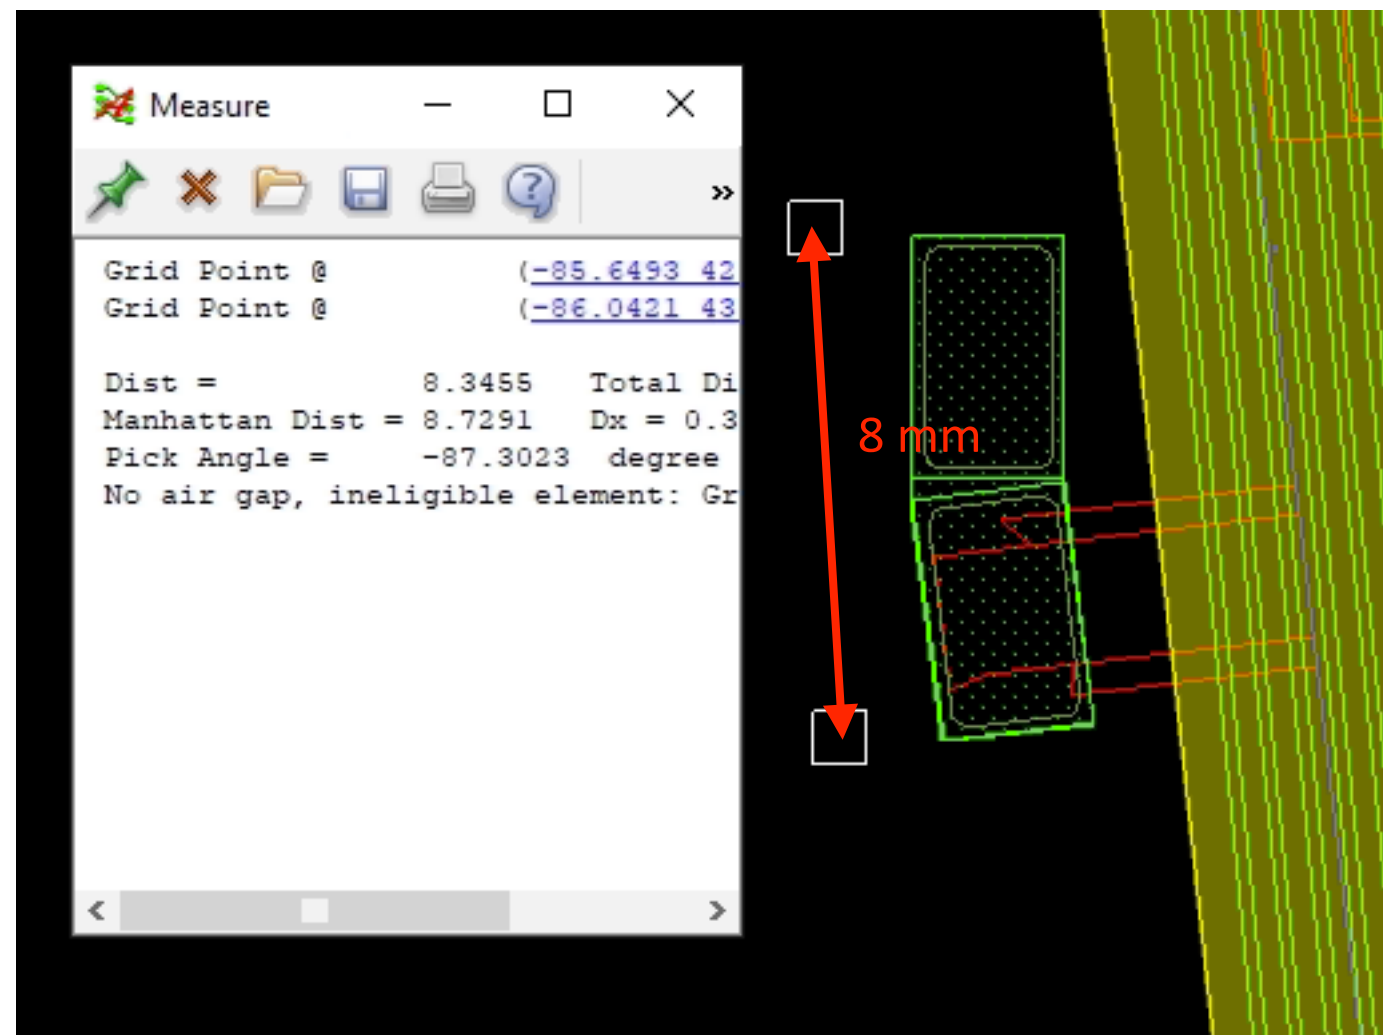 Measure
Grid Point @ (-85.6493 42
Grid Point @ (-86.0421 43
Dist = 8.3455 Total Di
Manhattan Dist = 8.7291 Dx = 0.3
Pick Angle = -87.3023 degree
No air gap, ineligible element: Gr
8 mm